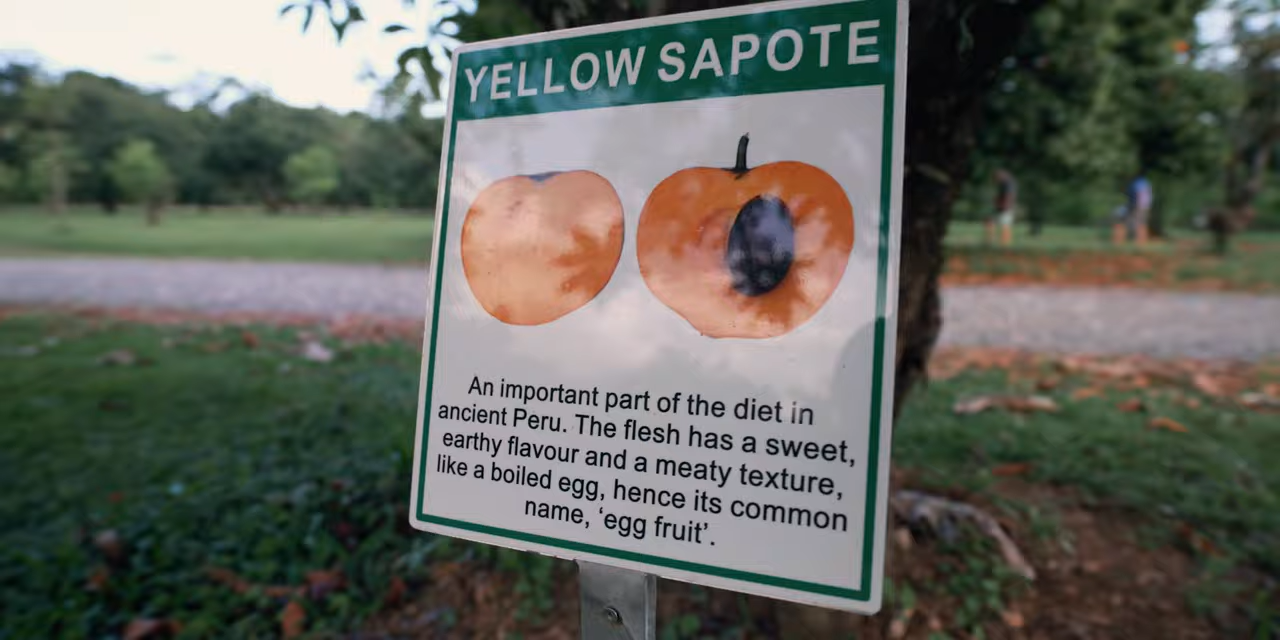 YELLOW SAPOTE
An important part of the diet in
ancient Peru. The flesh has a sweet,
earthy flavour and a meaty texture,
like a boiled egg, hence its common
name, ‘egg fruit’.